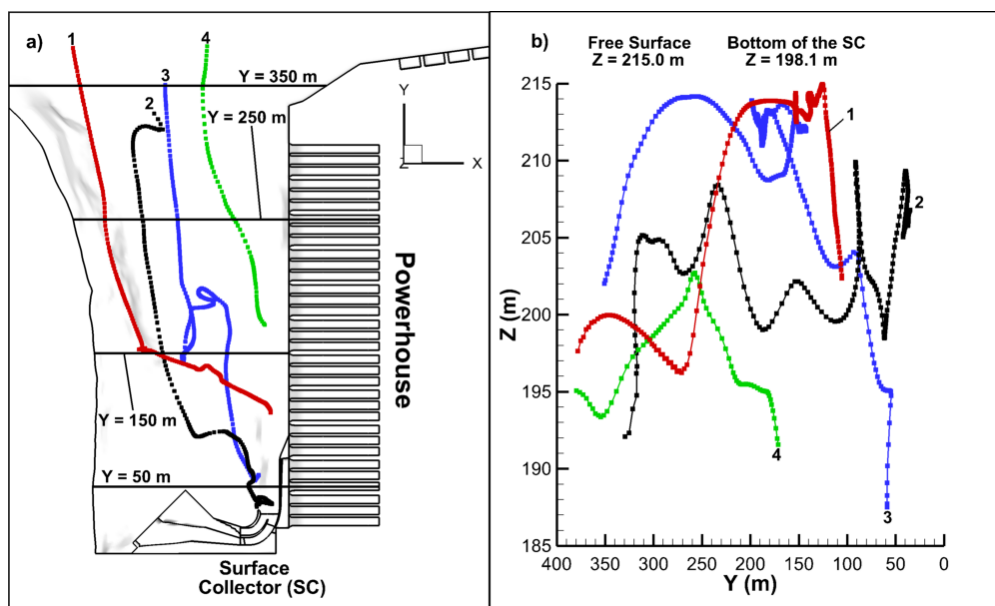 a)
1
4
3
2
Y = 350 m
Y = 250 m
Y = 150 m
Y = 50 m
Y
Z
X
Powerhouse
Surface
Collector (SC)
b)
Free Surface
Z = 215.0 m
Bottom of the SC
Z = 198.1 m
215
210
205
200
195
190
185
Z (m)
1
2
3
4
400 350 300 250 200 150 100 50 0
Y (m)